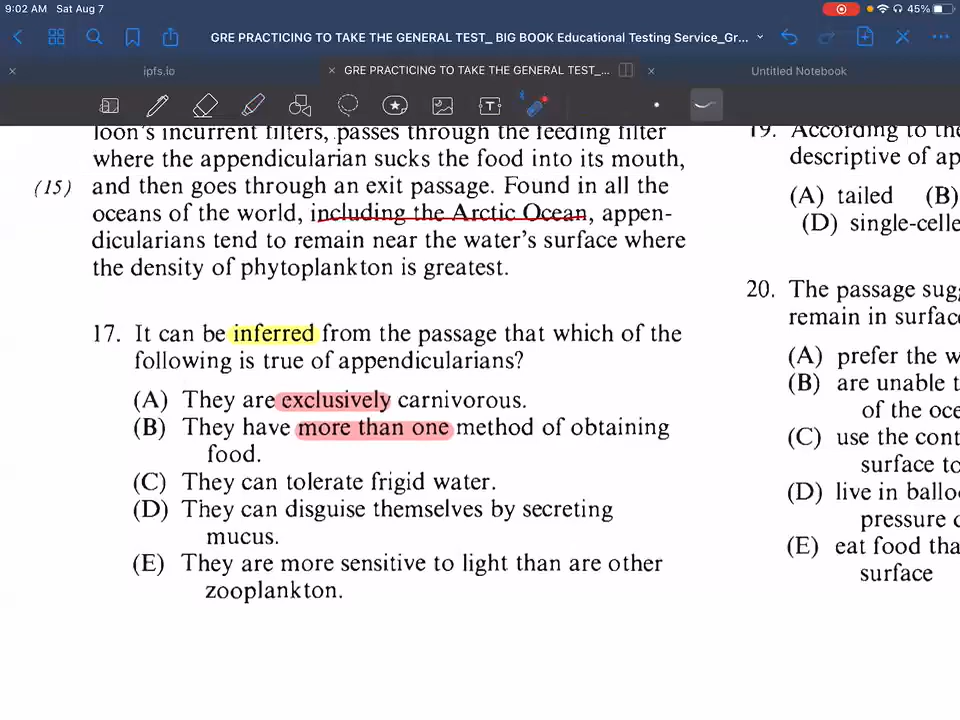 9:02 AM Sat Aug 7
45%
GRE PRACTICING TO TAKE THE GENERAL TEST_ BIG BOOK Educational Testing Service_Gr...
ipfs.io
GRE PRACTICING TO TAKE THE GENERAL TEST_...
Untitled Notebook
loon's incurrent filters, passes through the feeding filter
where the appendicularian sucks the food into its mouth,
(15) and then goes through an exit passage. Found in all the
oceans of the world, including the Arctic Ocean, appen-
dicularians tend to remain near the water's surface where
the density of phytoplankton is greatest.
17. It can be inferred from the passage that which of the
following is true of appendicularians?
(A) They are exclusively carnivorous.
(B) They have more than one method of obtaining
food.
(C) They can tolerate frigid water.
(D) They can disguise themselves by secreting
mucus.
(E) They are more sensitive to light than are other
zooplankton.
19. According to the
descriptive of ap
(A) tailed (B)
(D) single-celle
20. The passage sugg
remain in surfac
(A) prefer the w
(B) are unable t
of the oce
(C) use the cont
surface to
(D) live in ballo
pressure c
(E) eat food tha
surface